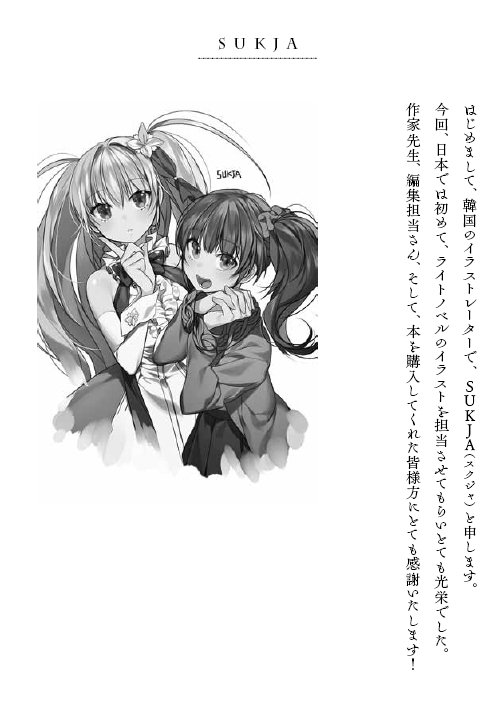 SUKJA
はじめまして、韓国のイラストレーターで、SUKJA(スクジャ)と申します。
今回、日本では初めて、ライトノベルのイラストを担当させてもらいとても光栄でした。
作家先生、編集担当さん、そして、本を購入してくれた皆様方にとても感謝いたします！
SUKJA